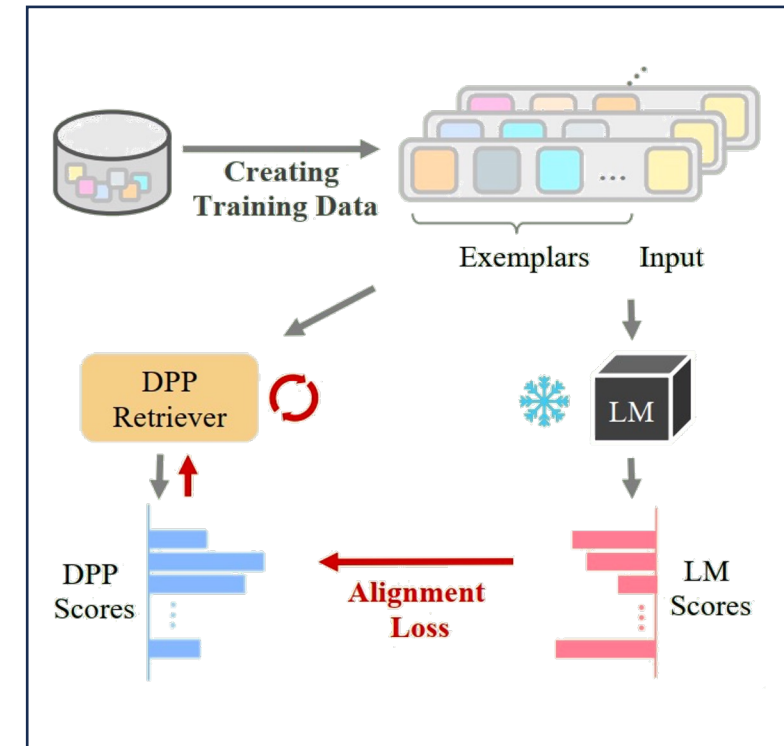 Creating
Training Data
...
Exemplars
Input
DPP
Retriever
LM
DPP
Scores
Alignment
Loss
LM
Scores